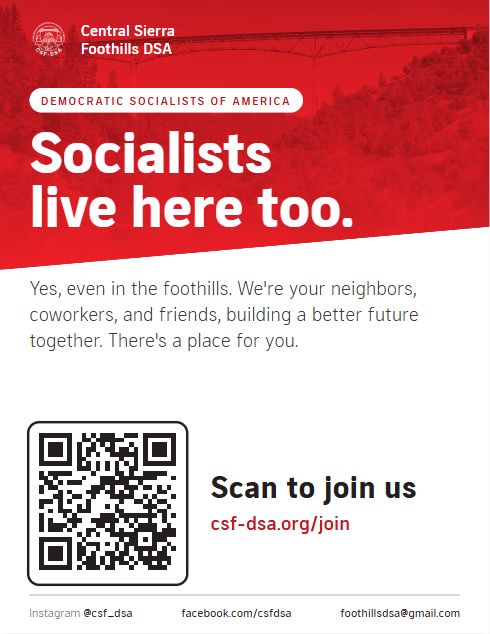 CSF-DSA
Central Sierra
Foothills DSA
DEMOCRATIC SOCIALISTS OF AMERICA
Socialists
live here too.
Yes, even in the foothills. We're your neighbors,
coworkers, and friends, building a better future
together. There's a place for you.
Scan to join us
csf-dsa.org/join
Instagram @csf_dsa
facebook.com/csfdsa
foothillsdsa@gmail.com